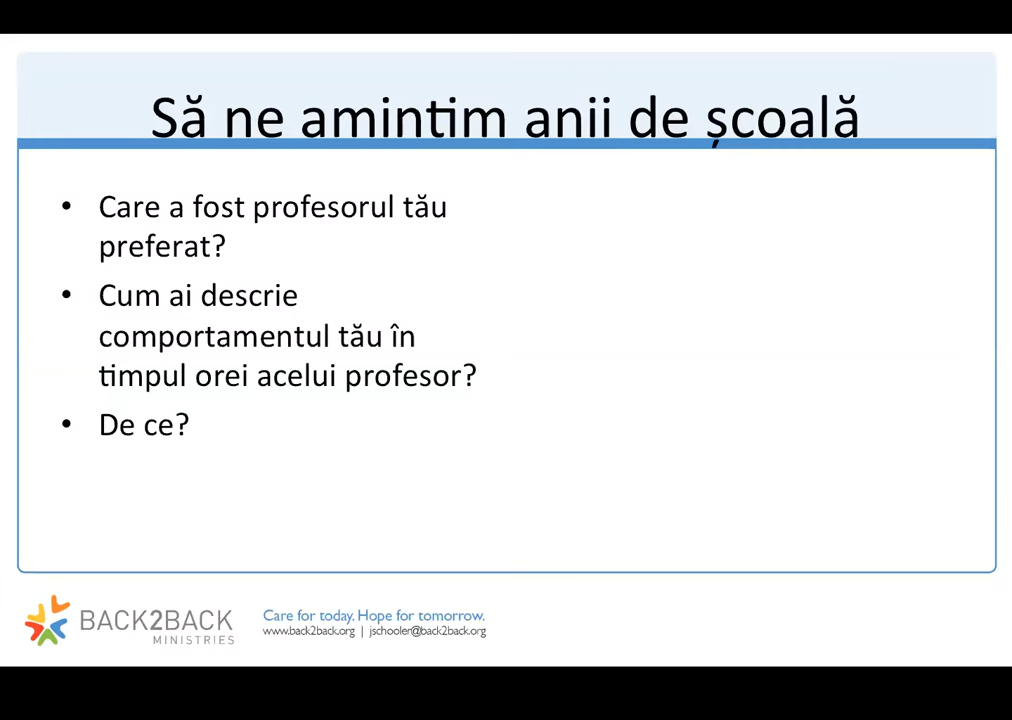 Să ne amintim anii de școală
• Care a fost profesorul tău
preferat?
• Cum ai descrie
comportamentul tău în
timpul orei acelui profesor?
• De ce?
BACK2BACK
MINISTRIES
Care for today. Hope for tomorrow.
www.back2back.org | jschooler@back2back.org